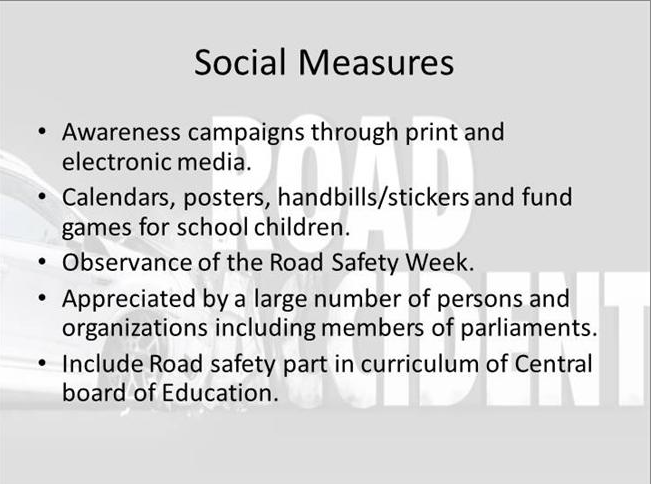 Social Measures
• Awareness campaigns through print and
electronic media.
• Calendars, posters, handbills/stickers and fund
games for school children.
• Observance of the Road Safety Week.
• Appreciated by a large number of persons and
organizations including members of parliaments.
• Include Road safety part in curriculum of Central
board of Education.
ROAD
CCIDENT